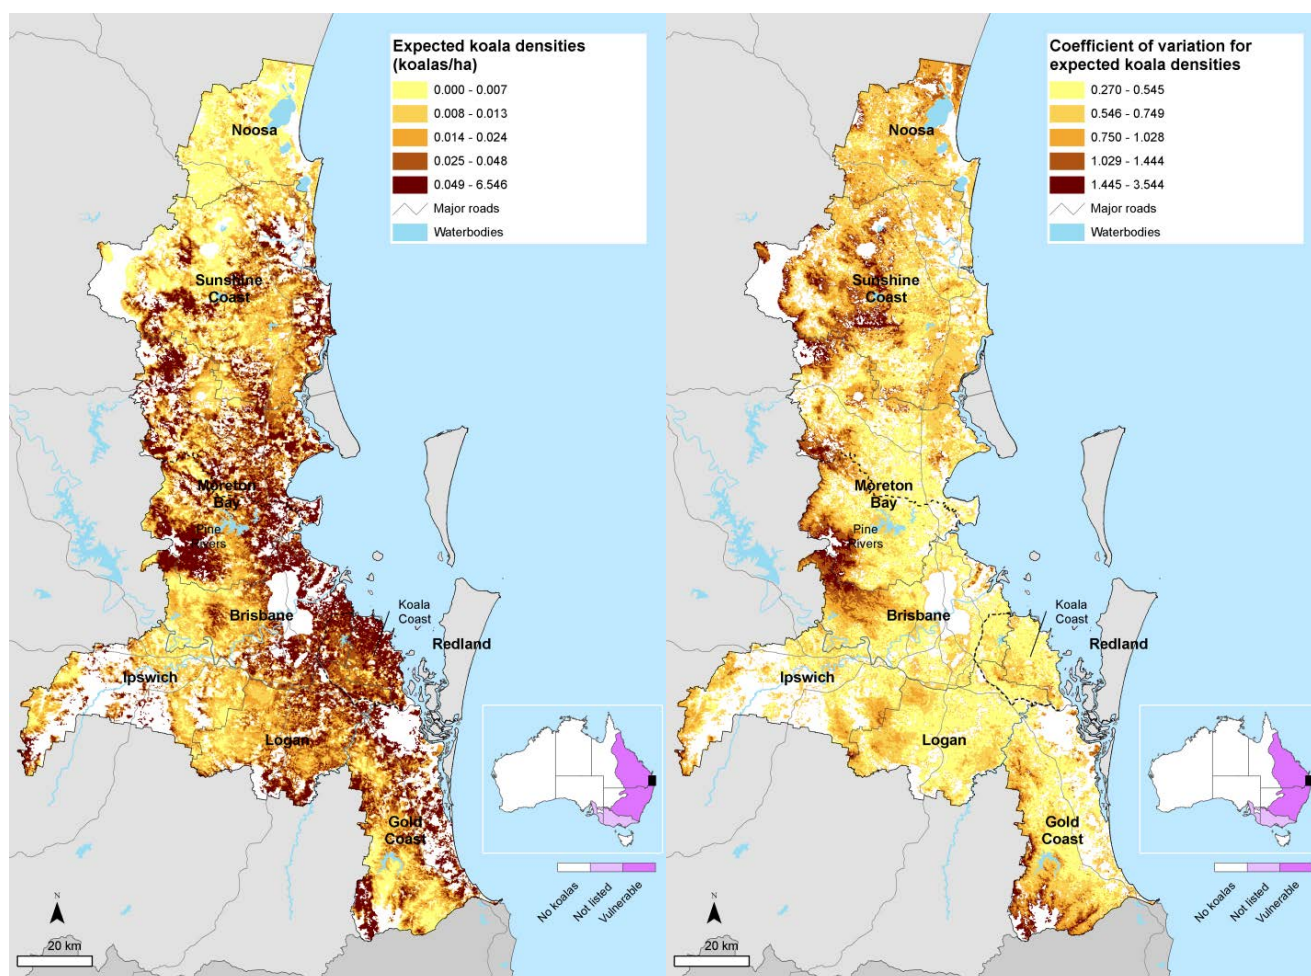 Expected koala densities
(koalas/ha)
0.000 - 0.007
0.008 - 0.013
0.014 - 0.024
0.025 - 0.048
0.049 - 6.546
Major roads
Waterbodies
Noosa
Sunshine
Coast
Moreton
Bay
Pine
Rivers
Brisbane
Koala
Coast
Redland
Ipswich
Logan
Gold
Coast
No koalas
Not listed
Vulnerable
N
20 km
Coefficient of variation for
expected koala densities
0.270 - 0.545
0.546 - 0.749
0.750 - 1.028
1.029 - 1.444
1.445 - 3.544
Major roads
Waterbodies
Noosa
Sunshine
Coast
Moreton
Bay
Pine
Rivers
Brisbane
Koala
Coast
Redland
Ipswich
Logan
Gold
Coast
No koalas
Not listed
Vulnerable
N
20 km